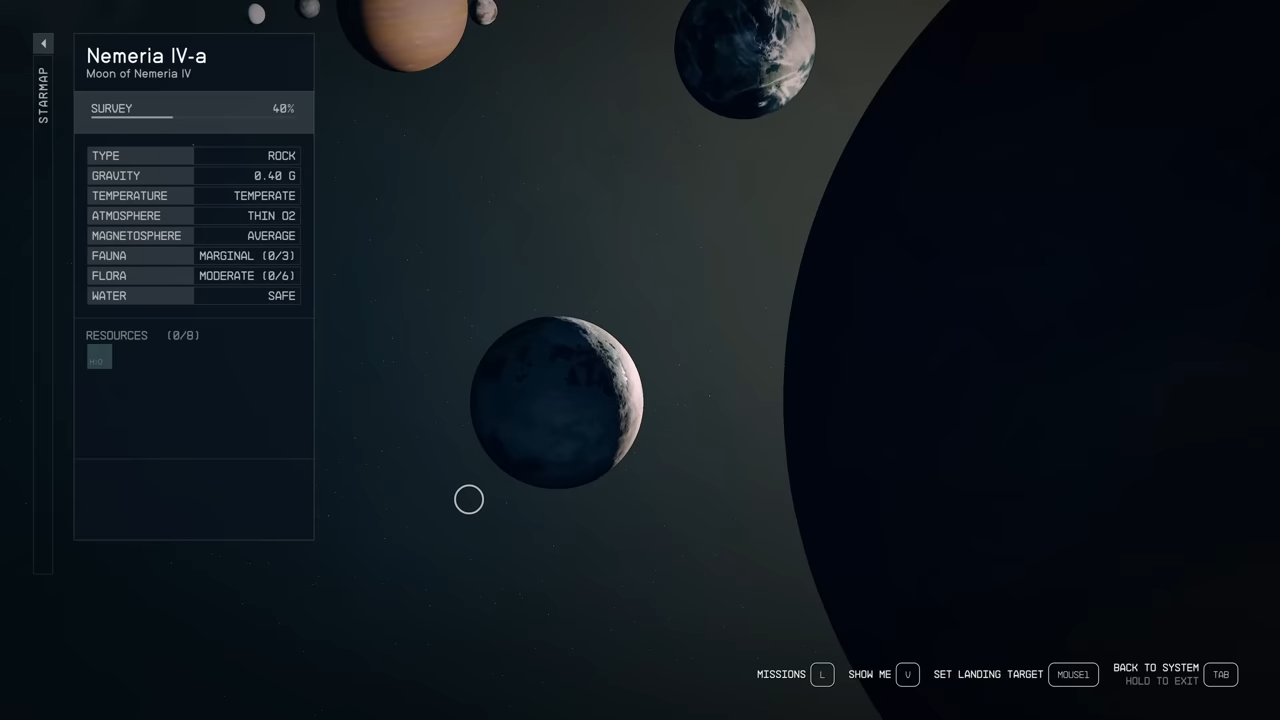 Nemeria IV-a
Moon of Nemeria IV
STARMAP
SURVEY 40%
TYPE ROCK
GRAVITY 0.40 G
TEMPERATURE TEMPERATE
ATMOSPHERE THIN O2
MAGNETOSPHERE AVERAGE
FAUNA MARGINAL (0/3)
FLORA MODERATE (0/6)
WATER SAFE
RESOURCES (0/8)
H2O
MISSIONS L
SHOW ME V
SET LANDING TARGET MOUSE1
BACK TO SYSTEM
HOLD TO EXIT
TAB